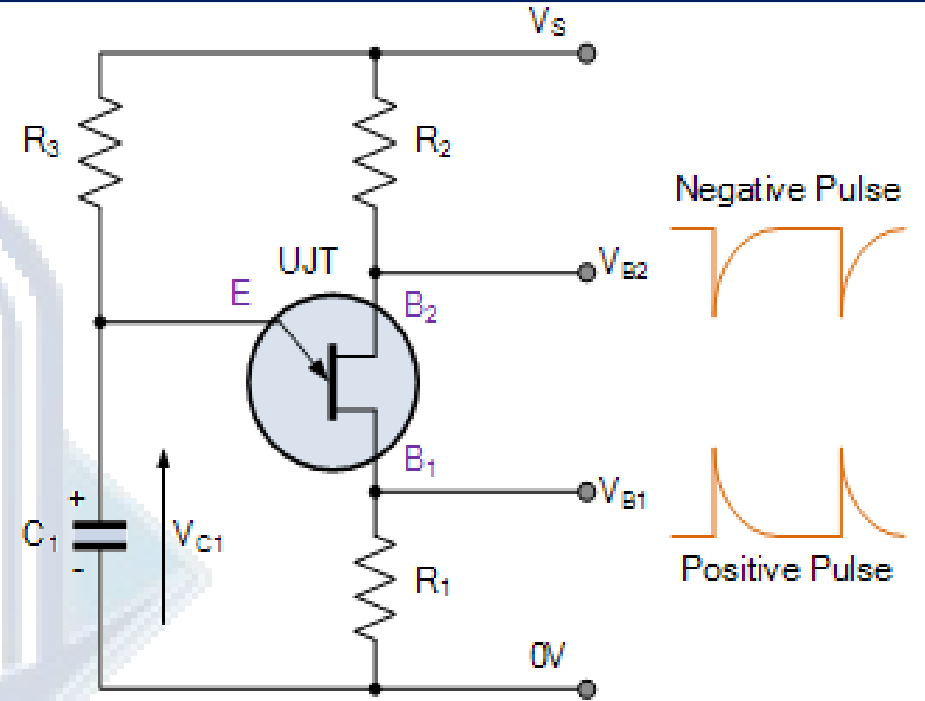 VS
R3
R2
Negative Pulse
UJT
VB2
E
B2
B1
+
VB1
C1
VC1
-
R1
Positive Pulse
0V